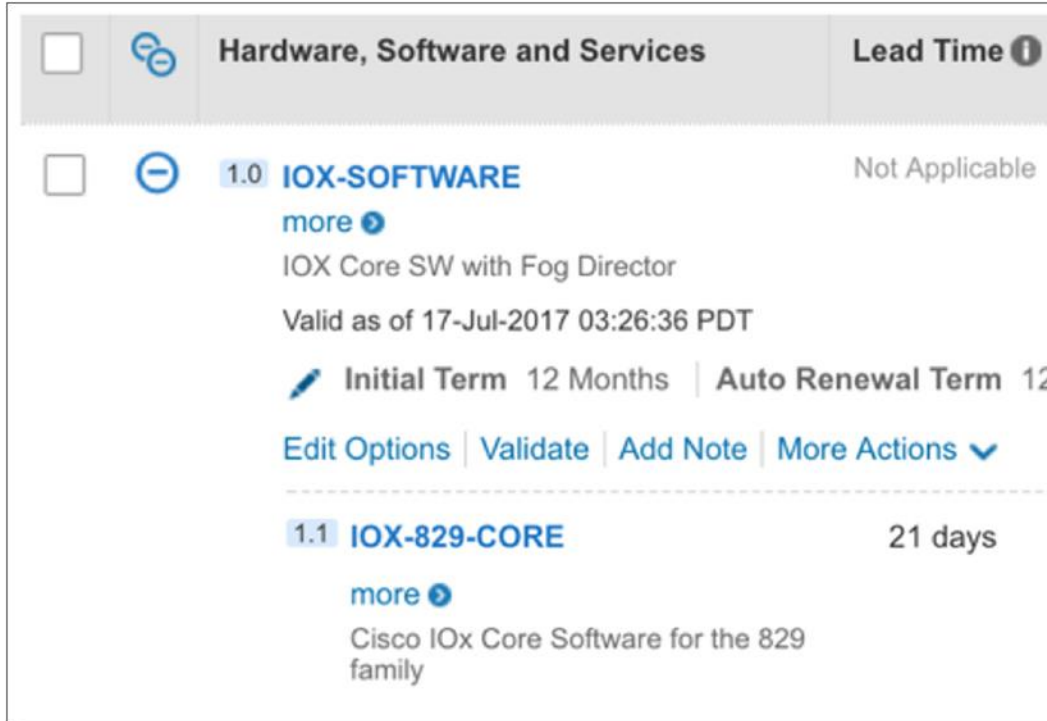 Hardware, Software and Services
Lead Time
1.0 IOX-SOFTWARE
Not Applicable
more
IOX Core SW with Fog Director
Valid as of 17-Jul-2017 03:26:36 PDT
Initial Term 12 Months | Auto Renewal Term 12
Edit Options | Validate | Add Note | More Actions
1.1 IOX-829-CORE
21 days
more
Cisco IOx Core Software for the 829
family